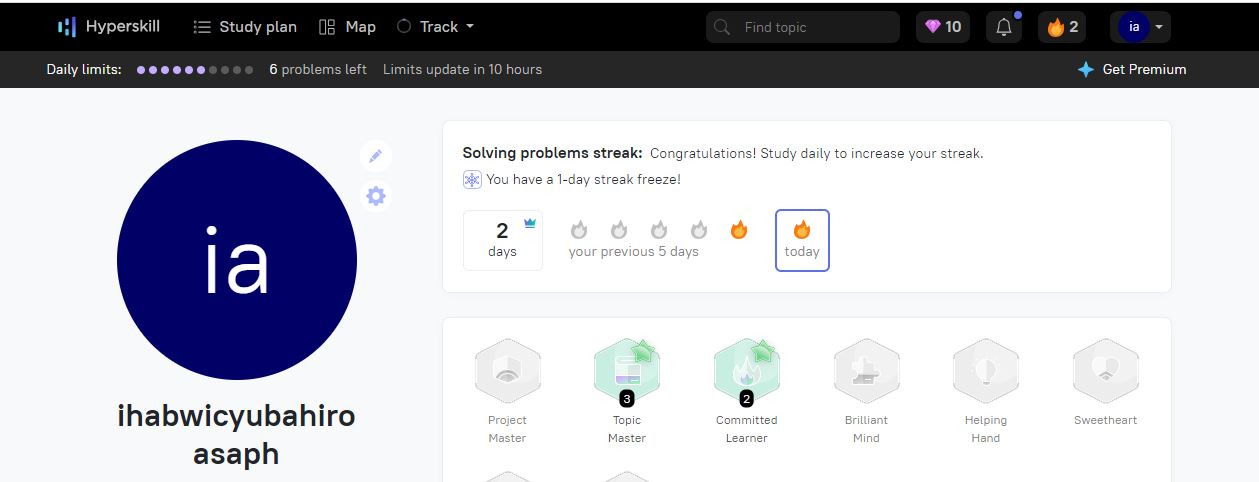 Hyperskill Study plan Map Track Find topic 10 2 ia
Daily limits: 6 problems left Limits update in 10 hours Get Premium
Solving problems streak: Congratulations! Study daily to increase your streak.
You have a 1-day streak freeze!
2
days
your previous 5 days
today
ia
ihabwicyubahiro
asaph
3
2
Project
Master
Topic
Master
Committed
Learner
Brilliant
Mind
Helping
Hand
Sweetheart